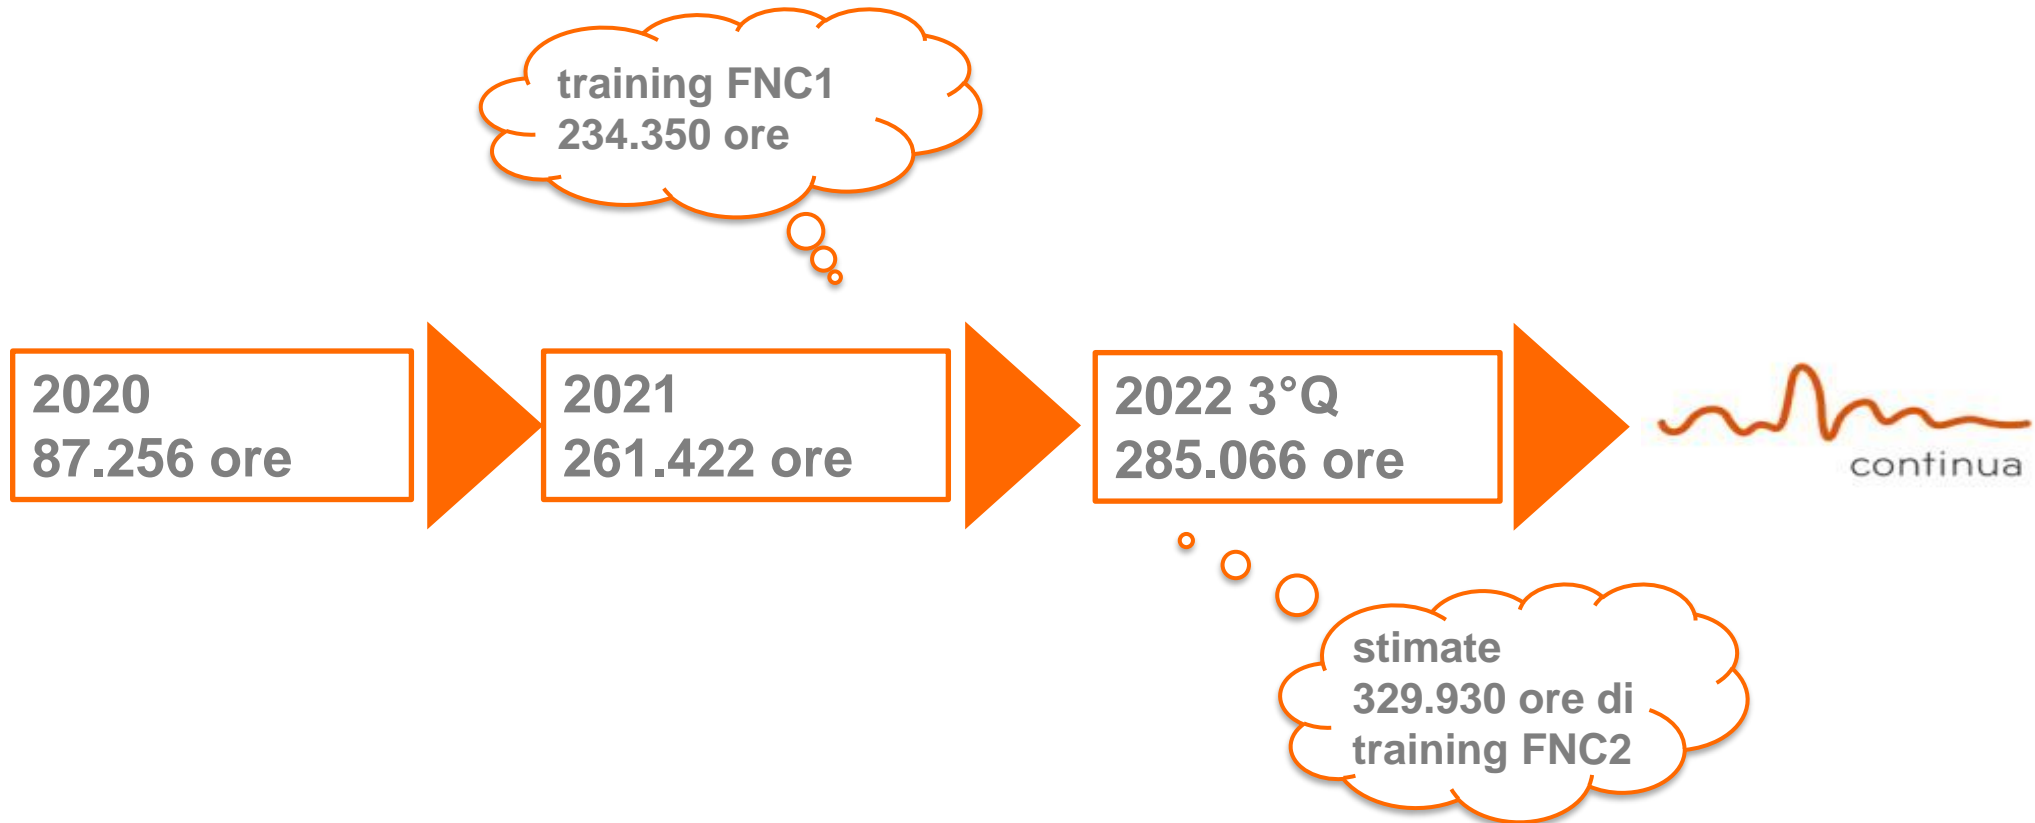 training FNC1
234.350 ore
2020
87.256 ore
2021
261.422 ore
2022 3°Q
285.066 ore
continua
stimate
329.930 ore di
training FNC2